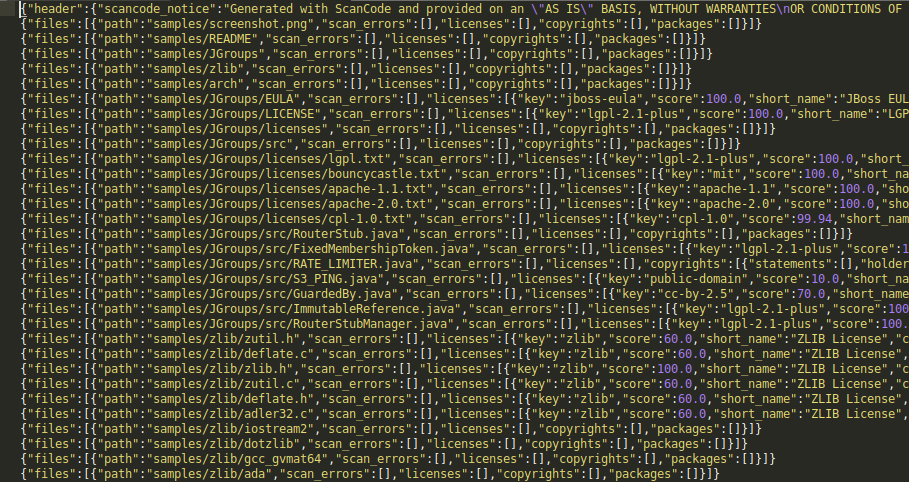 {"header":{"scancode_notice":"Generated with ScanCode and provided on an \"AS IS\" BASIS, WITHOUT WARRANTIES\nOR CONDITIONS OF
{"files":[{"path":"samples/screenshot.png","scan_errors":[],"licenses":[],"copyrights":[],"packages":[]}]}
{"files":[{"path":"samples/README","scan_errors":[],"licenses":[],"copyrights":[],"packages":[]}]}
{"files":[{"path":"samples/JGroups","scan_errors":[],"licenses":[],"copyrights":[],"packages":[]}]}
{"files":[{"path":"samples/zlib","scan_errors":[],"licenses":[],"copyrights":[],"packages":[]}]}
{"files":[{"path":"samples/arch","scan_errors":[],"licenses":[],"copyrights":[],"packages":[]}]}
{"files":[{"path":"samples/JGroups/EULA","scan_errors":[],"licenses":[{"key":"jboss-eula","score":100.0,"short_name":"JBoss EUL
{"files":[{"path":"samples/JGroups/LICENSE","scan_errors":[],"licenses":[{"key":"lgpl-2.1-plus","score":100.0,"short_name":"LGP
{"files":[{"path":"samples/JGroups/licenses","scan_errors":[],"licenses":[],"copyrights":[],"packages":[]}]}
{"files":[{"path":"samples/JGroups/src","scan_errors":[],"licenses":[],"copyrights":[],"packages":[]}]}
{"files":[{"path":"samples/JGroups/licenses/lgpl.txt","scan_errors":[],"licenses":[{"key":"lgpl-2.1-plus","score":100.0,"short_
{"files":[{"path":"samples/JGroups/licenses/bouncycastle.txt","scan_errors":[],"licenses":[{"key":"mit","score":100.0,"short_na
{"files":[{"path":"samples/JGroups/licenses/apache-1.1.txt","scan_errors":[],"licenses":[{"key":"apache-1.1","score":100.0,"sho
{"files":[{"path":"samples/JGroups/licenses/apache-2.0.txt","scan_errors":[],"licenses":[{"key":"apache-2.0","score":100.0,"sho
{"files":[{"path":"samples/JGroups/licenses/cpl-1.0.txt","scan_errors":[],"licenses":[{"key":"cpl-1.0","score":99.94,"short_nam
{"files":[{"path":"samples/JGroups/src/RouterStub.java","scan_errors":[],"licenses":[],"copyrights":[],"packages":[]}]}
{"files":[{"path":"samples/JGroups/src/FixedMembershipToken.java","scan_errors":[],"licenses":[{"key":"lgpl-2.1-plus","score":1
{"files":[{"path":"samples/JGroups/src/RATE_LIMITER.java","scan_errors":[],"licenses":[],"copyrights":[{"statements":[],"holder
{"files":[{"path":"samples/JGroups/src/S3_PING.java","scan_errors":[],"licenses":[{"key":"public-domain","score":10.0,"short_na
{"files":[{"path":"samples/JGroups/src/GuardedBy.java","scan_errors":[],"licenses":[{"key":"cc-by-2.5","score":70.0,"short_name
{"files":[{"path":"samples/JGroups/src/ImmutableReference.java","scan_errors":[],"licenses":[{"key":"lgpl-2.1-plus","score":100
{"files":[{"path":"samples/JGroups/src/RouterStubManager.java","scan_errors":[],"licenses":[{"key":"lgpl-2.1-plus","score":100.
{"files":[{"path":"samples/zlib/zutil.h","scan_errors":[],"licenses":[{"key":"zlib","score":60.0,"short_name":"ZLIB License","c
{"files":[{"path":"samples/zlib/deflate.c","scan_errors":[],"licenses":[{"key":"zlib","score":60.0,"short_name":"ZLIB License",
{"files":[{"path":"samples/zlib/zlib.h","scan_errors":[],"licenses":[{"key":"zlib","score":100.0,"short_name":"ZLIB License","c
{"files":[{"path":"samples/zlib/zutil.c","scan_errors":[],"licenses":[{"key":"zlib","score":60.0,"short_name":"ZLIB License","c
{"files":[{"path":"samples/zlib/deflate.h","scan_errors":[],"licenses":[{"key":"zlib","score":60.0,"short_name":"ZLIB License",
{"files":[{"path":"samples/zlib/adler32.c","scan_errors":[],"licenses":[{"key":"zlib","score":60.0,"short_name":"ZLIB License",
{"files":[{"path":"samples/zlib/iostream2","scan_errors":[],"licenses":[],"copyrights":[],"packages":[]}]}
{"files":[{"path":"samples/zlib/dotzlib","scan_errors":[],"licenses":[],"copyrights":[],"packages":[]}]}
{"files":[{"path":"samples/zlib/gcc_gvmat64","scan_errors":[],"licenses":[],"copyrights":[],"packages":[]}]}
{"files":[{"path":"samples/zlib/ada","scan_errors":[],"licenses":[],"copyrights":[],"packages":[]}]}